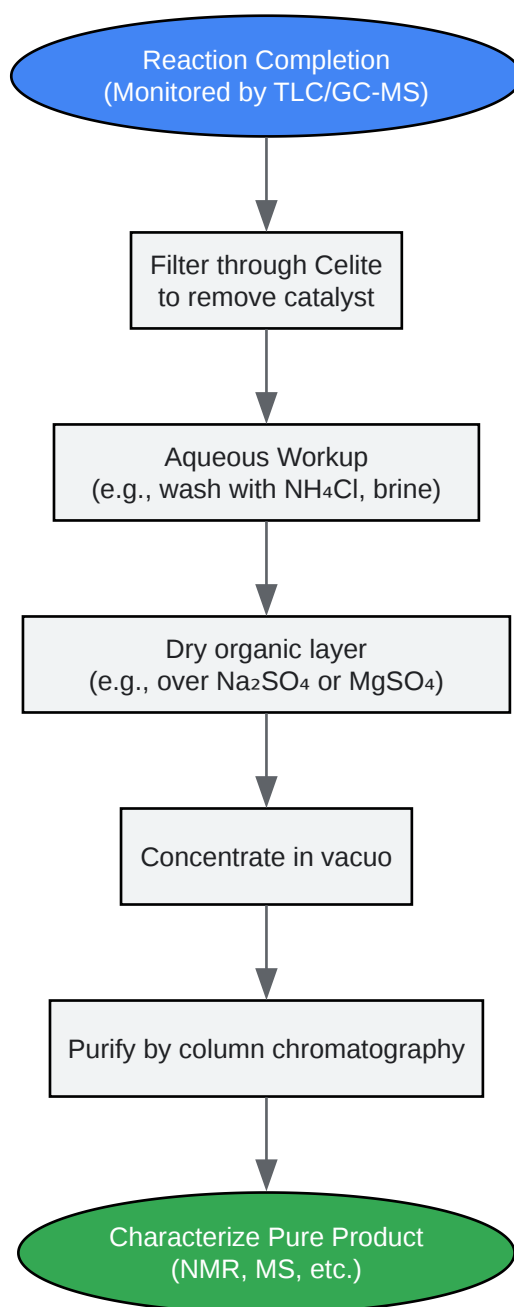 Reaction Completion
(Monitored by TLC/GC-MS)
Filter through Celite
to remove catalyst
Aqueous Workup
(e.g., wash with NH₄Cl, brine)
Dry organic layer
(e.g., over Na₂SO₄ or MgSO₄)
Concentrate in vacuo
Purify by column chromatography
Characterize Pure Product
(NMR, MS, etc.)